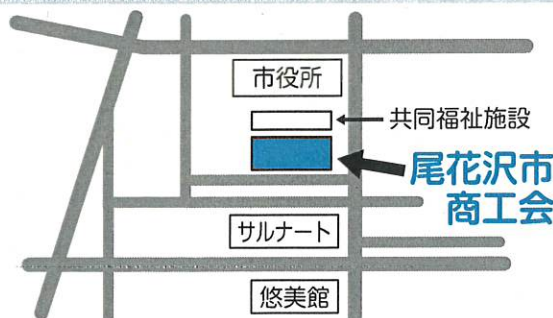 市役所
共同福祉施設
尾花沢市
商工会
サルナート
悠美館